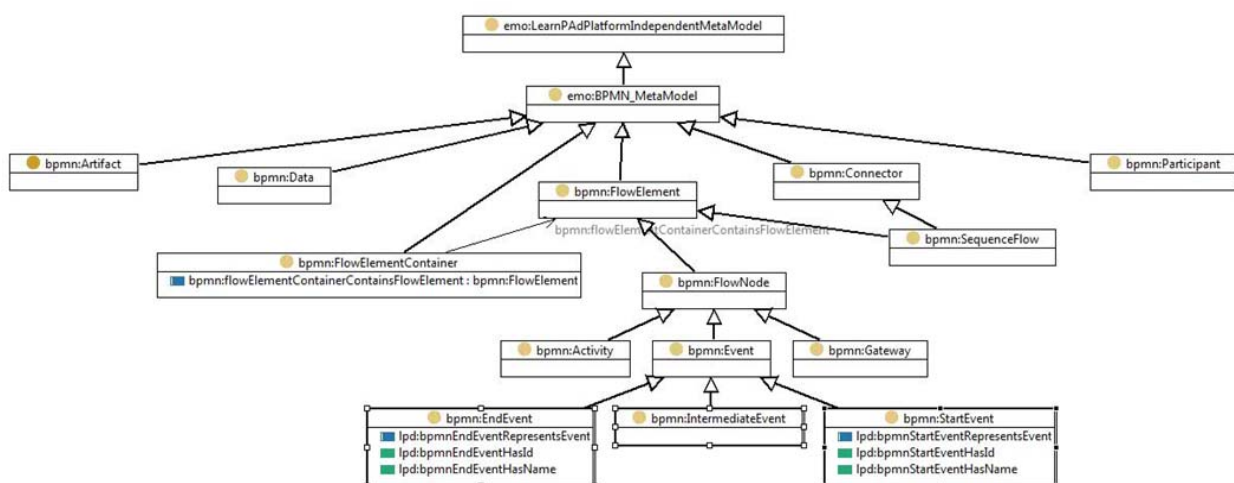 emo:LearnPAdPlatformIndependentMetaModel
emo:BPMN_MetaModel
bpmn:Artifact
bpmn:Data
bpmn:Connector
bpmn:Participant
bpmn:FlowElement
bpmn:flowElementContainerContainsFlowElement
bpmn:SequenceFlow
bpmn:FlowElementContainer
bpmn:flowElementContainerContainsFlowElement : bpmn:FlowElement
bpmn:FlowNode
bpmn:Activity
bpmn:Event
bpmn:Gateway
bpmn:EndEvent
lpd:bpmnEndEventRepresentsEvent
lpd:bpmnEndEventHasId
lpd:bpmnEndEventHasName
bpmn:IntermediateEvent
bpmn:StartEvent
lpd:bpmnStartEventRepresentsEvent
lpd:bpmnStartEventHasId
lpd:bpmnStartEventHasName